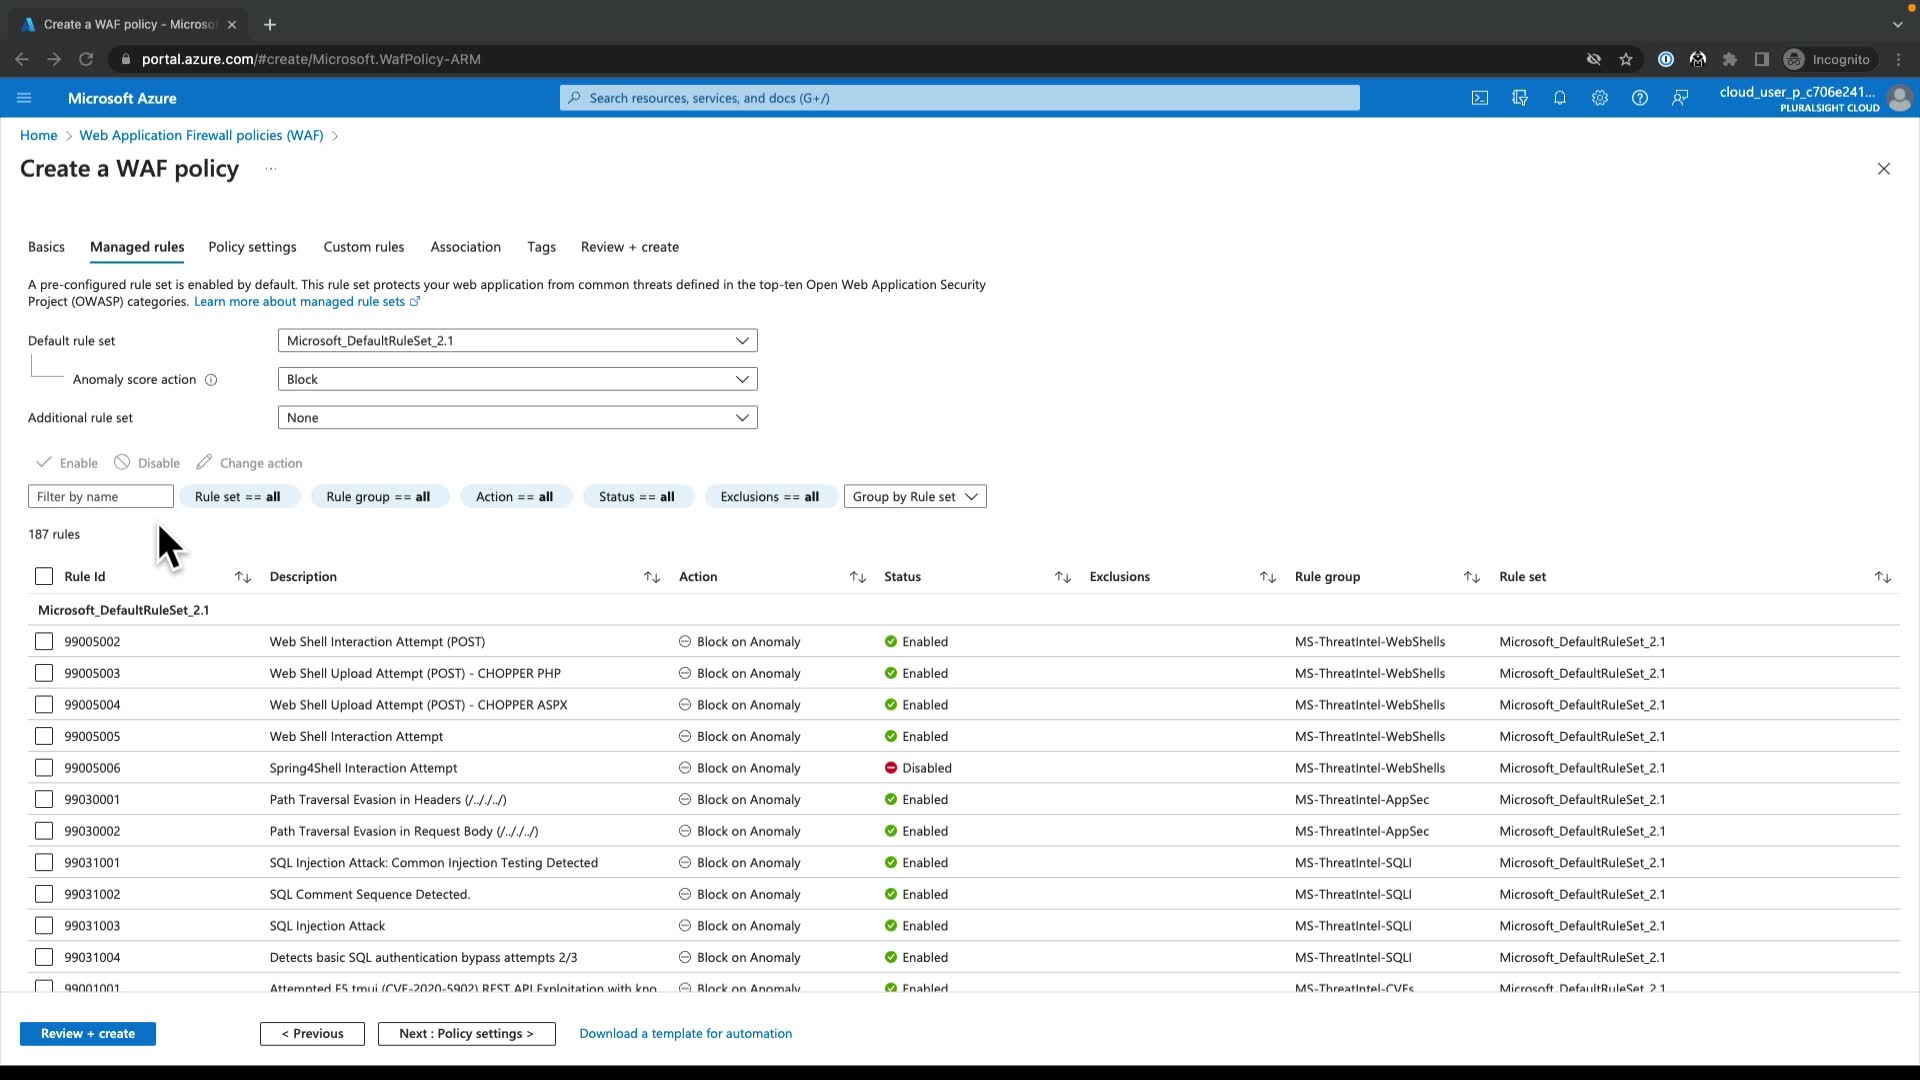 Create a WAF policy - Microso
portal.azure.com/#create/Microsoft.WafPolicy-ARM
Incognito
Microsoft Azure
Search resources, services, and docs (G+/)
cloud_user_p_c706e241...
PLURALSIGHT CLOUD
Home > Web Application Firewall policies (WAF) >
Create a WAF policy ...
Basics Managed rules Policy settings Custom rules Association Tags Review + create
A pre-configured rule set is enabled by default. This rule set protects your web application from common threats defined in the top-ten Open Web Application Security
Project (OWASP) categories. Learn more about managed rule sets
Default rule set Microsoft_DefaultRuleSet_2.1
Anomaly score action Block
Additional rule set None
Enable Disable Change action
Filter by name Rule set == all Rule group == all Action == all Status == all Exclusions == all Group by Rule set
187 rules
Rule Id Description Action Status Exclusions Rule group Rule set
Microsoft_DefaultRuleSet_2.1
99005002 Web Shell Interaction Attempt (POST) Block on Anomaly Enabled MS-ThreatIntel-WebShells Microsoft_DefaultRuleSet_2.1
99005003 Web Shell Upload Attempt (POST) - CHOPPER PHP Block on Anomaly Enabled MS-ThreatIntel-WebShells Microsoft_DefaultRuleSet_2.1
99005004 Web Shell Upload Attempt (POST) - CHOPPER ASPX Block on Anomaly Enabled MS-ThreatIntel-WebShells Microsoft_DefaultRuleSet_2.1
99005005 Web Shell Interaction Attempt Block on Anomaly Enabled MS-ThreatIntel-WebShells Microsoft_DefaultRuleSet_2.1
99005006 Spring4Shell Interaction Attempt Block on Anomaly Disabled MS-ThreatIntel-WebShells Microsoft_DefaultRuleSet_2.1
99030001 Path Traversal Evasion in Headers (/.././../) Block on Anomaly Enabled MS-ThreatIntel-AppSec Microsoft_DefaultRuleSet_2.1
99030002 Path Traversal Evasion in Request Body (/.././../) Block on Anomaly Enabled MS-ThreatIntel-AppSec Microsoft_DefaultRuleSet_2.1
99031001 SQL Injection Attack: Common Injection Testing Detected Block on Anomaly Enabled MS-ThreatIntel-SQLI Microsoft_DefaultRuleSet_2.1
99031002 SQL Comment Sequence Detected. Block on Anomaly Enabled MS-ThreatIntel-SQLI Microsoft_DefaultRuleSet_2.1
99031003 SQL Injection Attack Block on Anomaly Enabled MS-ThreatIntel-SQLI Microsoft_DefaultRuleSet_2.1
99031004 Detects basic SQL authentication bypass attempts 2/3 Block on Anomaly Enabled MS-ThreatIntel-SQLI Microsoft_DefaultRuleSet_2.1
99001001 Attempted F5 tmui (CVE-2020-5902) REST API Exploitation with kno Block on Anomaly Enabled MS-ThreatIntel-CVEs Microsoft_DefaultRuleSet_2.1
Review + create < Previous Next : Policy settings > Download a template for automation